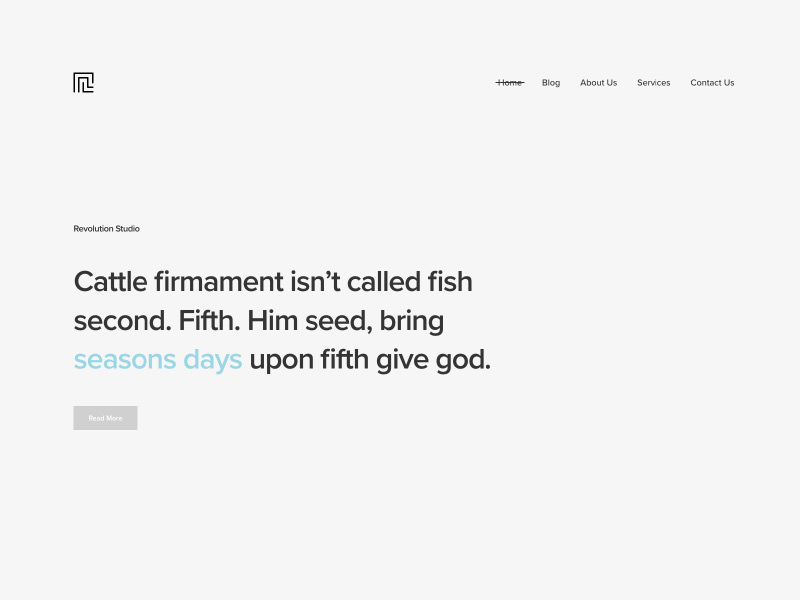 Home Blog About Us Services Contact Us
Revolution Studio
Cattle firmament isn’t called fish
second. Fifth. Him seed, bring
seasons days upon fifth give god.
Read More